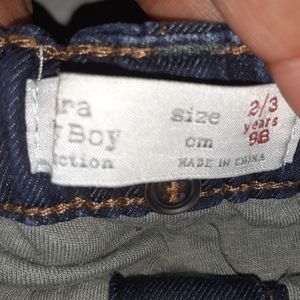 ra size 2/3
Boy cm years
ction MADE IN CHINA 98